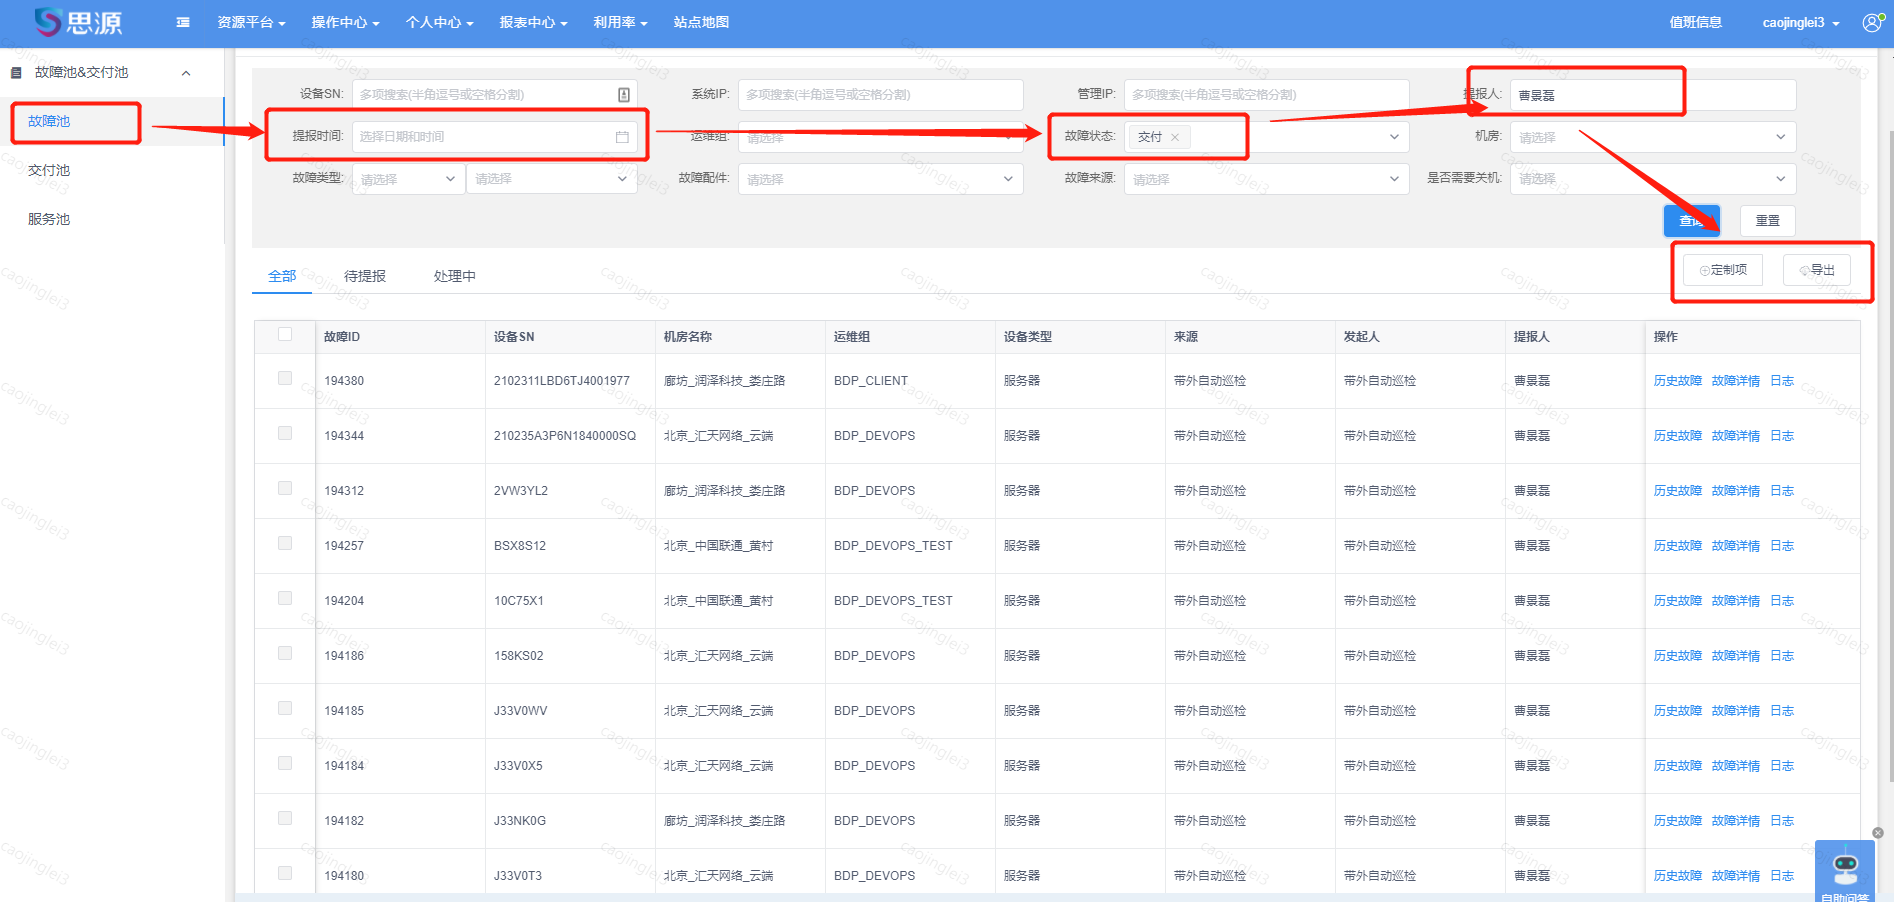 思源 资源平台 操作中心 个人中心 报表中心 利用率 站点地图 值班信息 caojinglei3
故障池&交付池
故障池
交付池
服务池
设备SN: 多项搜索(半角逗号或空格分割) 系统IP: 多项搜索(半角逗号或空格分割) 管理IP: 多项搜索(半角逗号或空格分割) 提报人: 曹景磊
提报时间: 选择日期和时间 运维组: 请选择 故障状态: 交付 × 机房: 请选择
故障类型: 请选择 请选择 故障配件: 请选择 故障来源: 请选择 是否需要关机: 请选择
查询 重置
全部 待提报 处理中 定制项 导出
故障ID 设备SN 机房名称 运维组 设备类型 来源 发起人 提报人 操作
194380 2102311LBD6TJ4001977 廊坊_润泽科技_娄庄路 BDP_CLIENT 服务器 带外自动巡检 带外自动巡检 曹景磊 历史故障 故障详情 日志
194344 210235A3P6N1840000SQ 北京_汇天网络_云端 BDP_DEVOPS 服务器 带外自动巡检 带外自动巡检 曹景磊 历史故障 故障详情 日志
194312 2VW3YL2 廊坊_润泽科技_娄庄路 BDP_DEVOPS 服务器 带外自动巡检 带外自动巡检 曹景磊 历史故障 故障详情 日志
194257 BSX8S12 北京_中国联通_黄村 BDP_DEVOPS_TEST 服务器 带外自动巡检 带外自动巡检 曹景磊 历史故障 故障详情 日志
194204 10C75X1 北京_中国联通_黄村 BDP_DEVOPS_TEST 服务器 带外自动巡检 带外自动巡检 曹景磊 历史故障 故障详情 日志
194186 158KS02 北京_汇天网络_云端 BDP_DEVOPS 服务器 带外自动巡检 带外自动巡检 曹景磊 历史故障 故障详情 日志
194185 J33V0WV 北京_汇天网络_云端 BDP_DEVOPS 服务器 带外自动巡检 带外自动巡检 曹景磊 历史故障 故障详情 日志
194184 J33V0X5 北京_汇天网络_云端 BDP_DEVOPS 服务器 带外自动巡检 带外自动巡检 曹景磊 历史故障 故障详情 日志
194182 J33NK0G 廊坊_润泽科技_娄庄路 BDP_DEVOPS 服务器 带外自动巡检 带外自动巡检 曹景磊 历史故障 故障详情 日志
194180 J33V0T3 北京_汇天网络_云端 BDP_DEVOPS 服务器 带外自动巡检 带外自动巡检 曹景磊 历史故障 故障详情 日志
自助问答